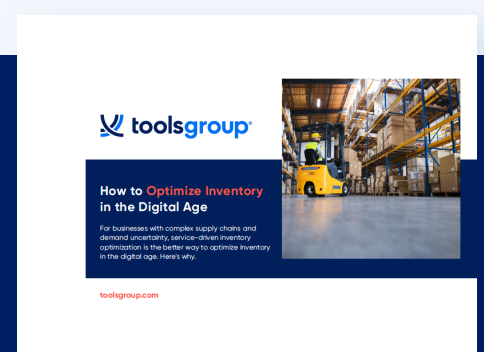 toolsgroup®
How to Optimize Inventory
in the Digital Age
For businesses with complex supply chains and
demand uncertainty, service-driven inventory
optimization is the better way to optimize inventory
in the digital age. Here's why.
toolsgroup.com